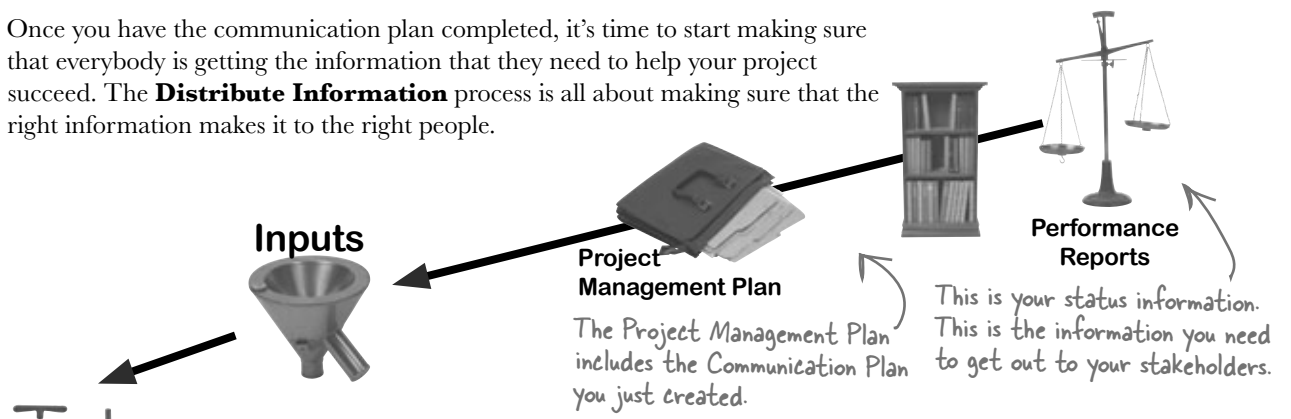 Once you have the communication plan completed, it's time to start making sure
that everybody is getting the information that they need to help your project
succeed. The Distribute Information process is all about making sure that the
right information makes it to the right people.
Inputs
Project
Management Plan
The Project Management Plan
includes the Communication Plan
you just created.
Performance
Reports
This is your status information.
This is the information you need
to get out to your stakeholders.